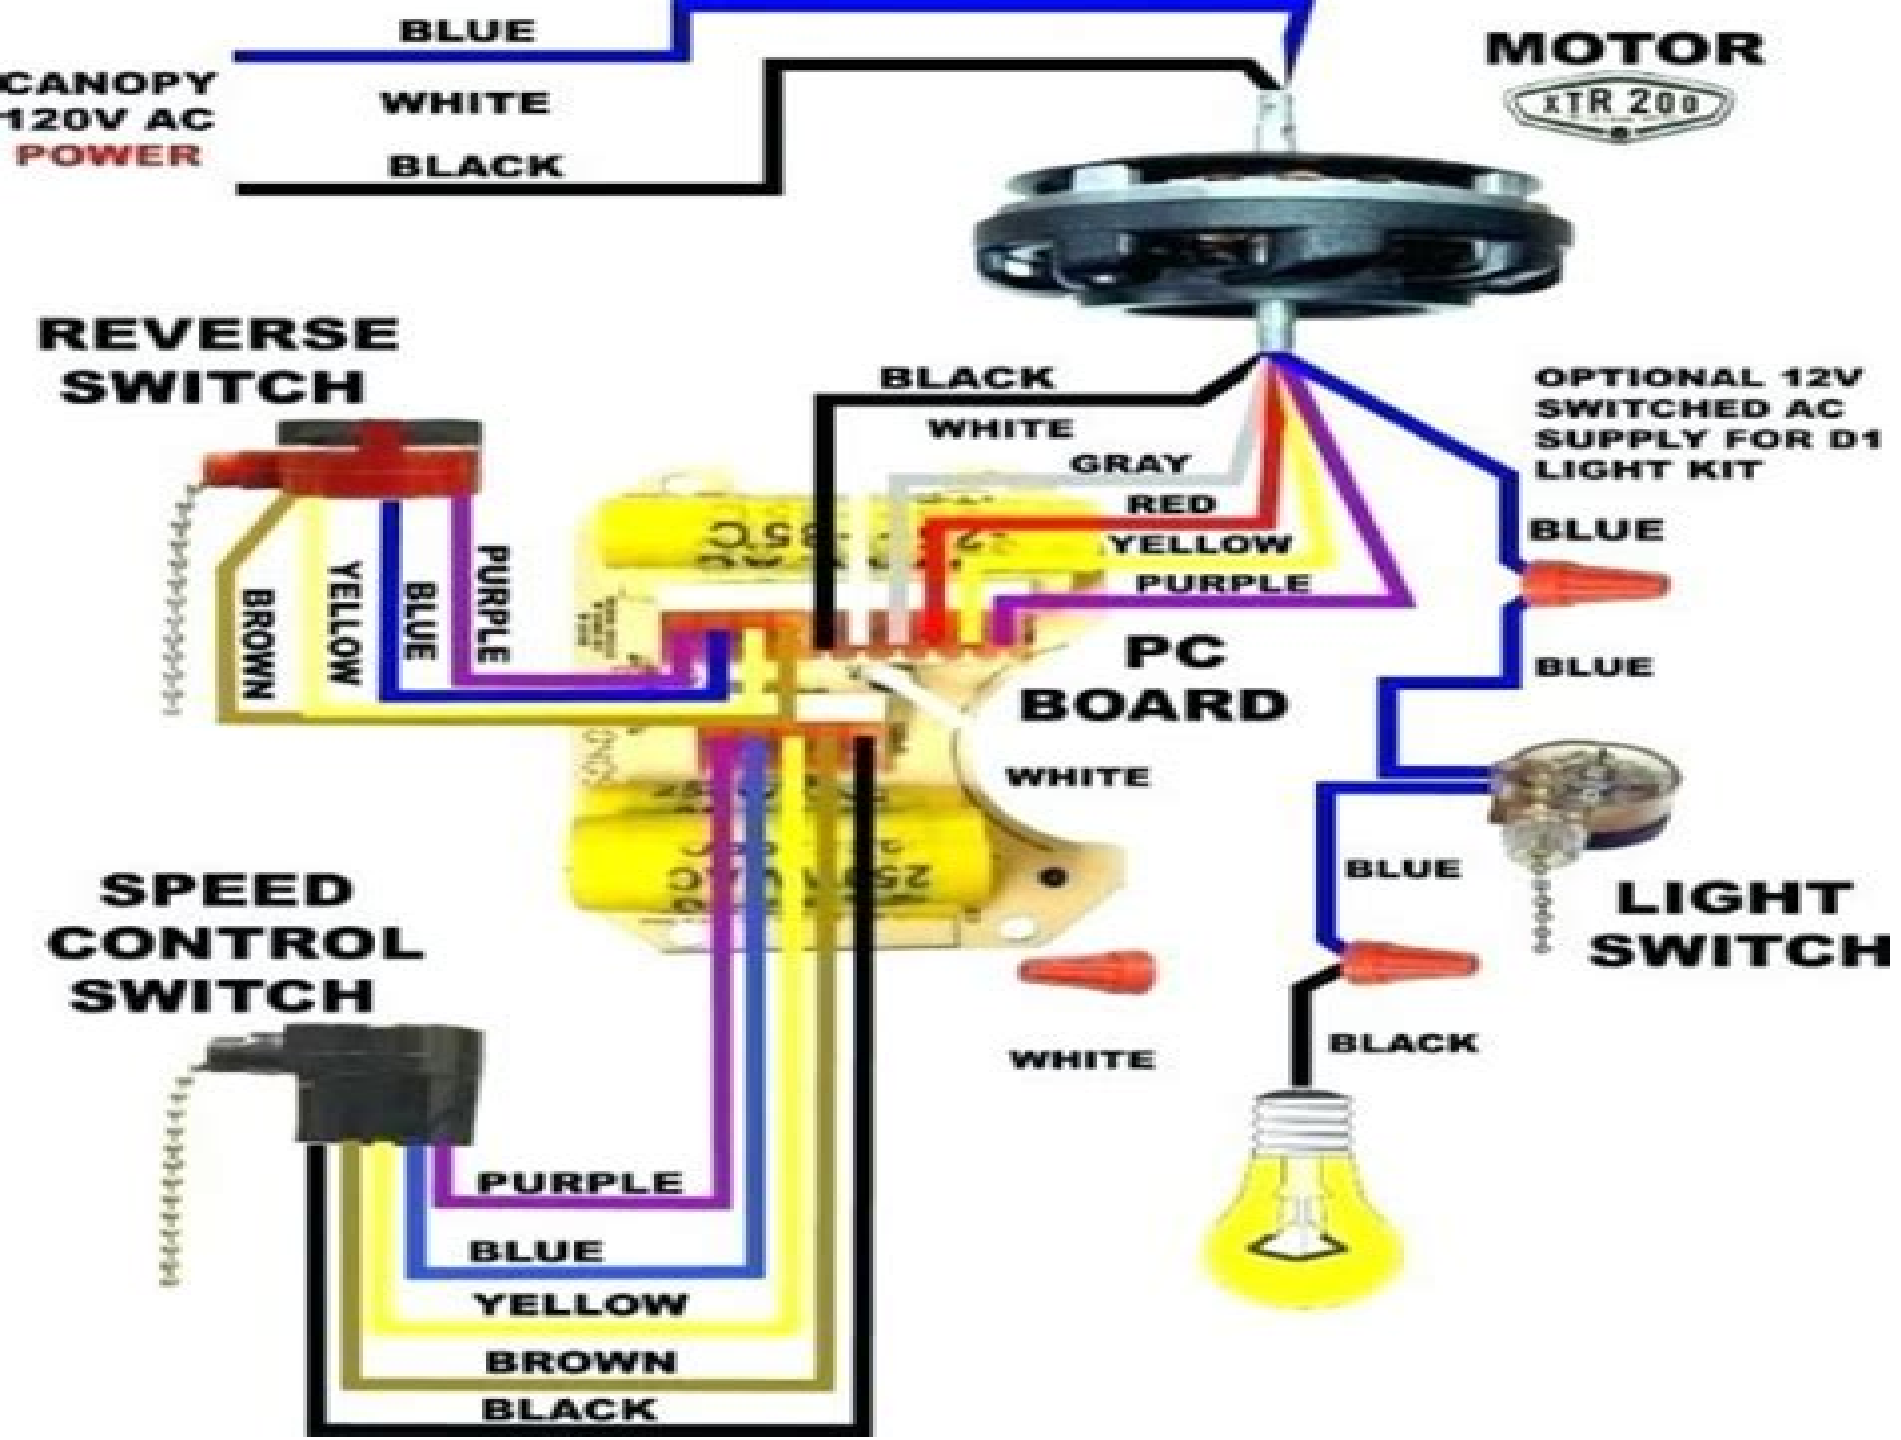 BLUE
CANOPY
120V AC
POWER
WHITE
BLACK
MOTOR
XTR 200
REVERSE
SWITCH
BLACK
WHITE
GRAY
RED
YELLOW
PURPLE
OPTIONAL 12V
SWITCHED AC
SUPPLY FOR D1
LIGHT KIT
BLUE
BLUE
BROWN
YELLOW
BLUE
PURPLE
PC
BOARD
WHITE
BLUE
LIGHT
SWITCH
SPEED
CONTROL
SWITCH
WHITE
BLACK
PURPLE
BLUE
YELLOW
BROWN
BLACK